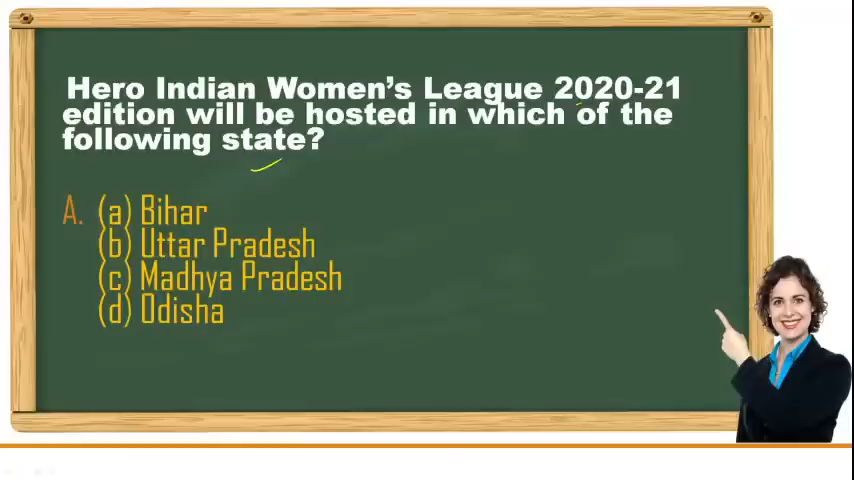 Hero Indian Women's League 2020-21
edition will be hosted in which of the
following state?
A. (a) Bihar
(b) Uttar Pradesh
(c) Madhya Pradesh
(d) Odisha